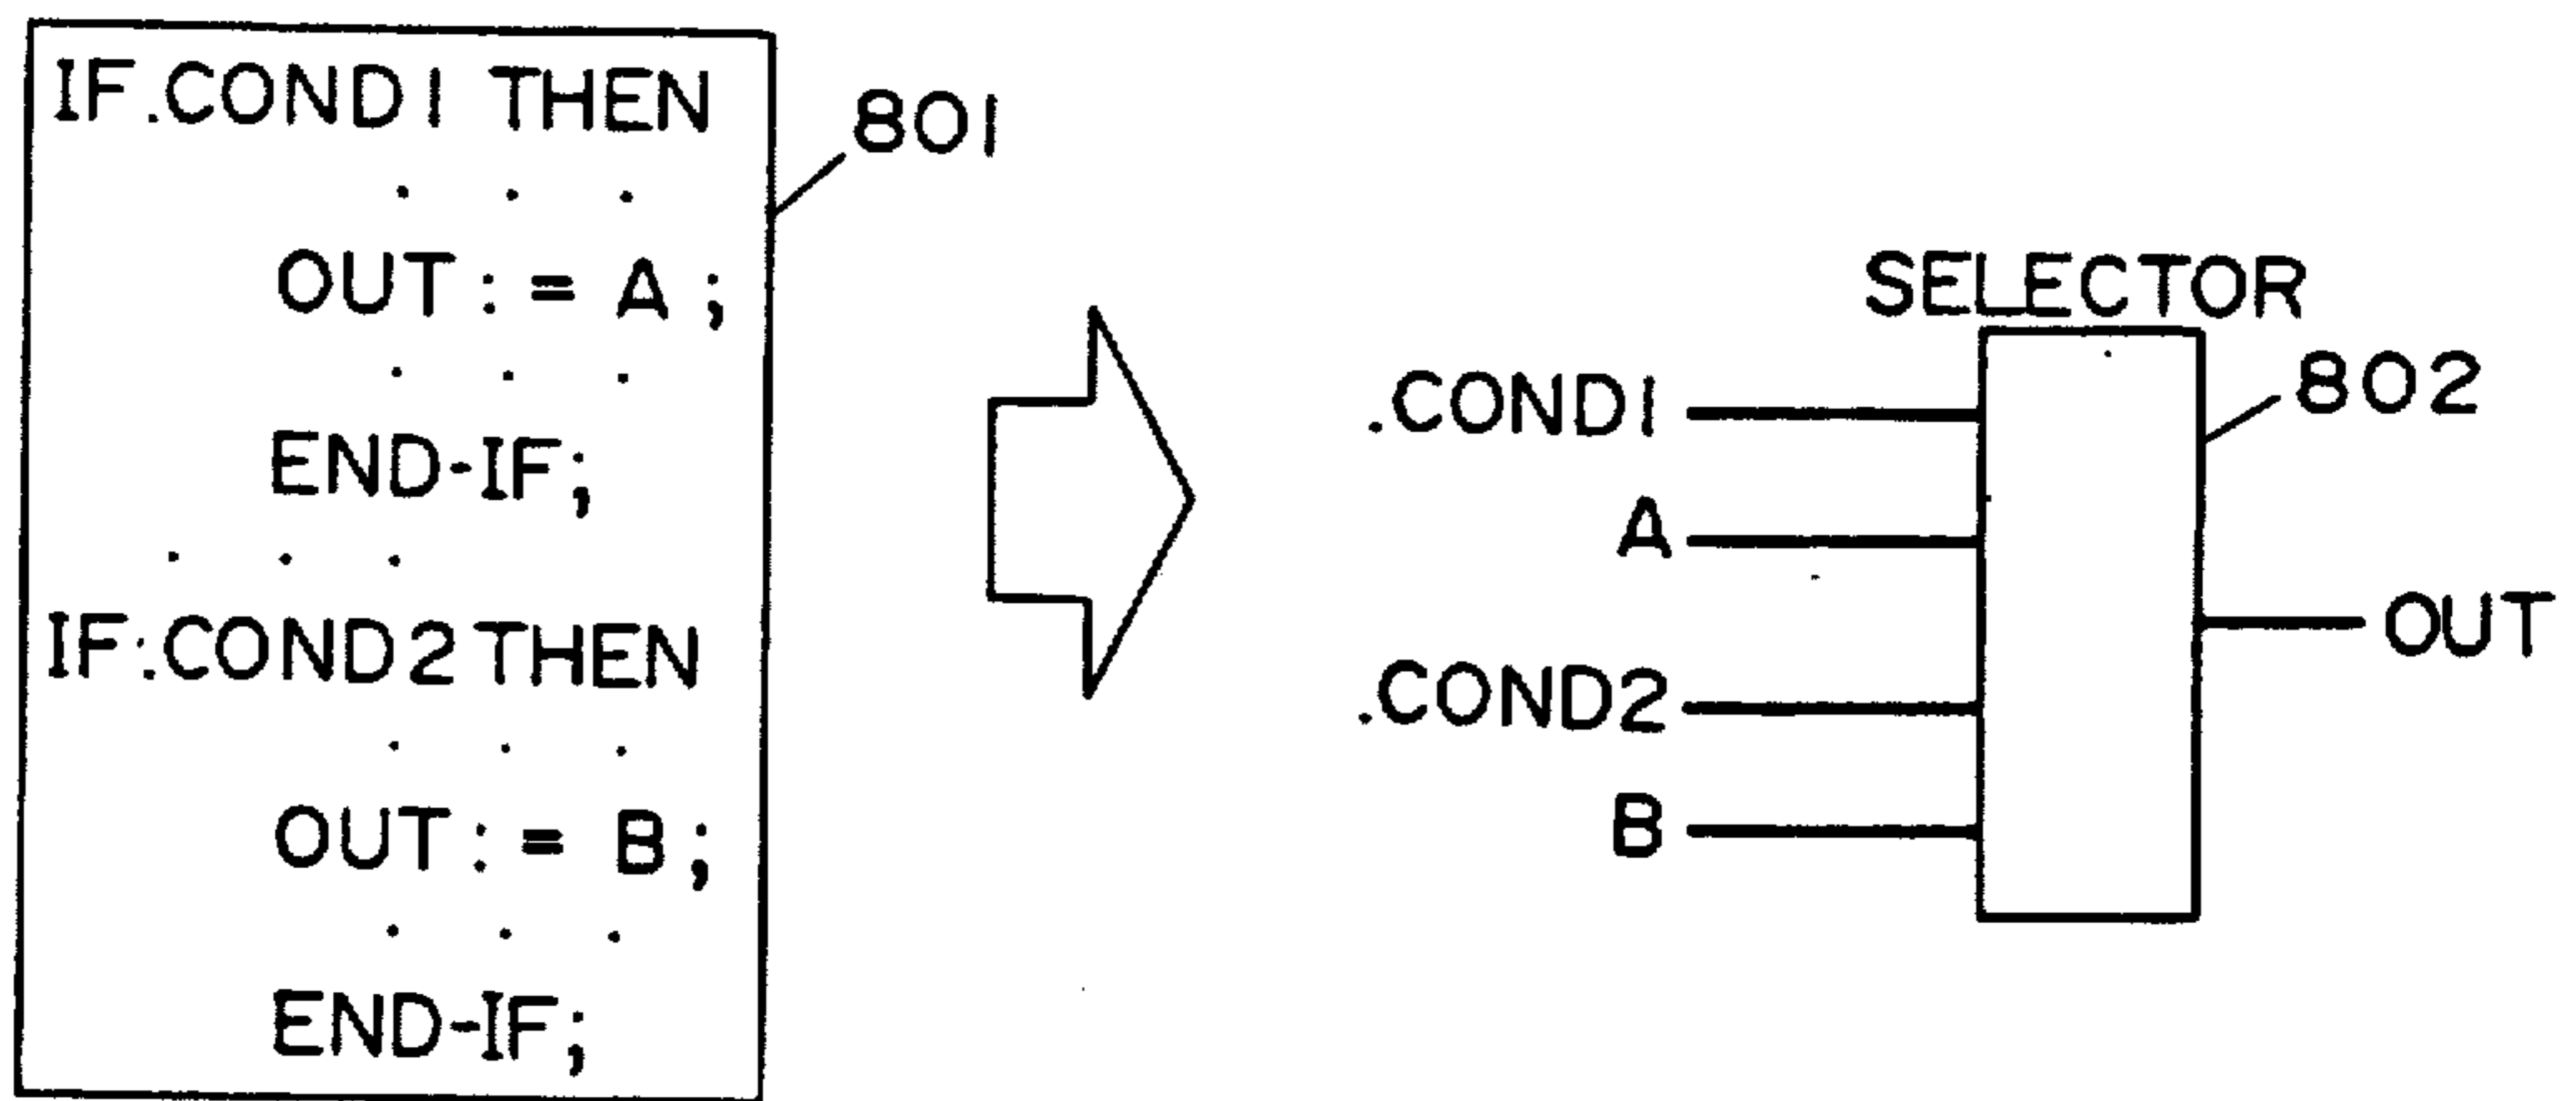 IF.COND1 THEN
. . .
OUT := A ;
. . .
END-IF;
. . .
IF.COND2 THEN
. . .
OUT := B ;
. . .
END-IF;
801
SELECTOR
802
.COND1
A
.COND2
B
OUT